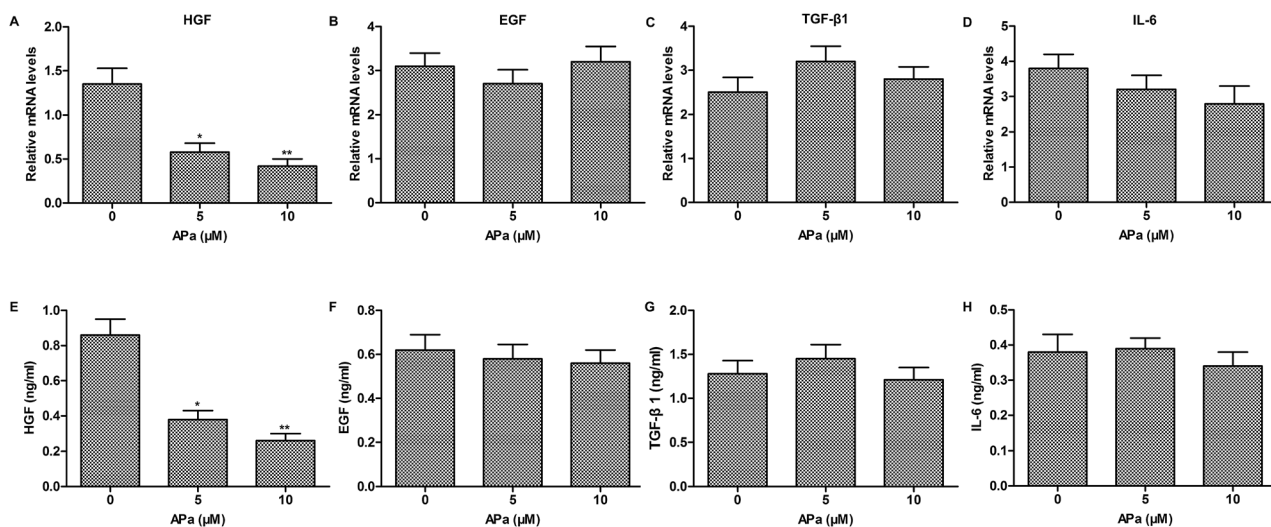 A
HGF
Relative mRNA levels
2.0
1.5
1.0
0.5
0.0
*
**
0
5
10
APa (µM)
B
EGF
Relative mRNA levels
4
3
2
1
0
0
5
10
APa (µM)
C
TGF-β1
Relative mRNA levels
4
3
2
1
0
0
5
10
APa (µM)
D
IL-6
Relative mRNA levels
5
4
3
2
1
0
0
5
10
APa (µM)
E
HGF (ng/ml)
1.0
0.8
0.6
0.4
0.2
0.0
*
**
0
5
10
APa (µM)
F
EGF (ng/ml)
0.8
0.6
0.4
0.2
0.0
0
5
10
APa (µM)
G
TGF-β 1 (ng/ml)
2.0
1.5
1.0
0.5
0.0
0
5
10
APa (µM)
H
IL-6 (ng/ml)
0.5
0.4
0.3
0.2
0.1
0.0
0
5
10
APa (µM)